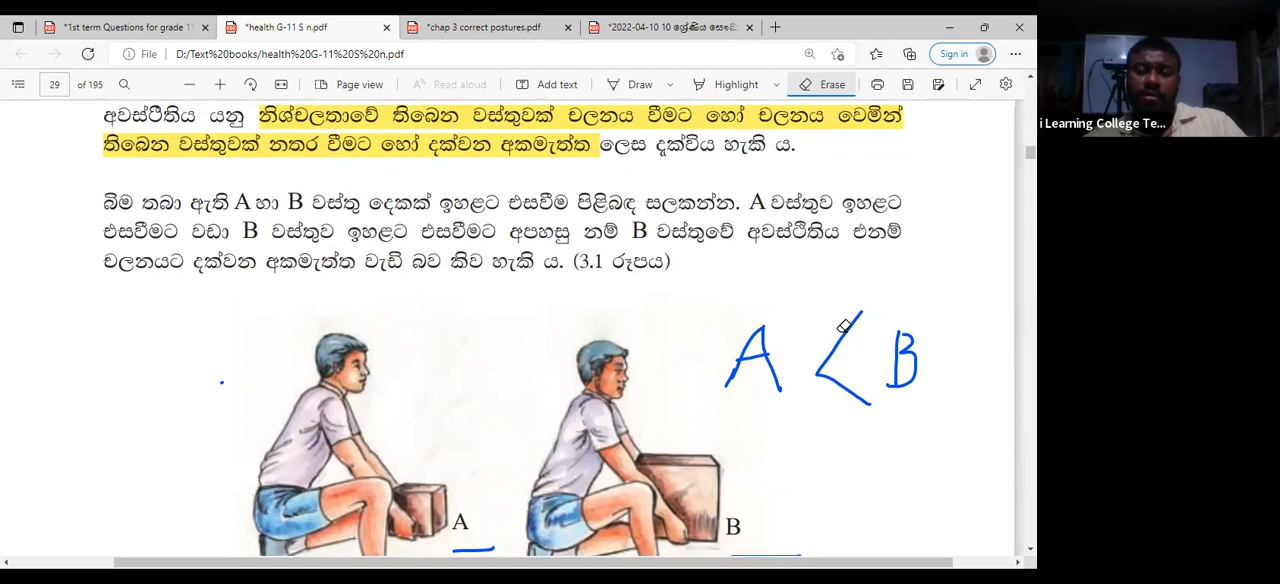 *1st term Questions for grade 1
*health G-11 S n.pdf
*chap 3 correct postures.pdf
*2022-04-10 10 ශ්‍රේණිය සෞඛ්‍ය
File
D:/Text%20books/health%20G-11%20S%20n.pdf
Sign in
29 of 195
Page view
Read aloud
Add text
Draw
Highlight
Erase
අවස්ථිතිය යනු නිශ්චලතාවේ තිබෙන වස්තුවක් චලනය වීමට හෝ චලනය වෙමින්
තිබෙන වස්තුවක් නතර වීමට හෝ දක්වන අකමැත්ත ලෙස දැක්විය හැකි ය.
බිම තබා ඇති A හා B වස්තු දෙකක් ඉහළට එසවීම පිළිබඳ සලකන්න. A වස්තුව ඉහළට
එසවීමට වඩා B වස්තුව ඉහළට එසවීමට අපහසු නම් B වස්තුවේ අවස්ථිතිය එනම්
චලනයට දක්වන අකමැත්ත වැඩි බව කිව හැකි ය. (3.1 රූපය)
A < B
A
B
i Learning College Te...